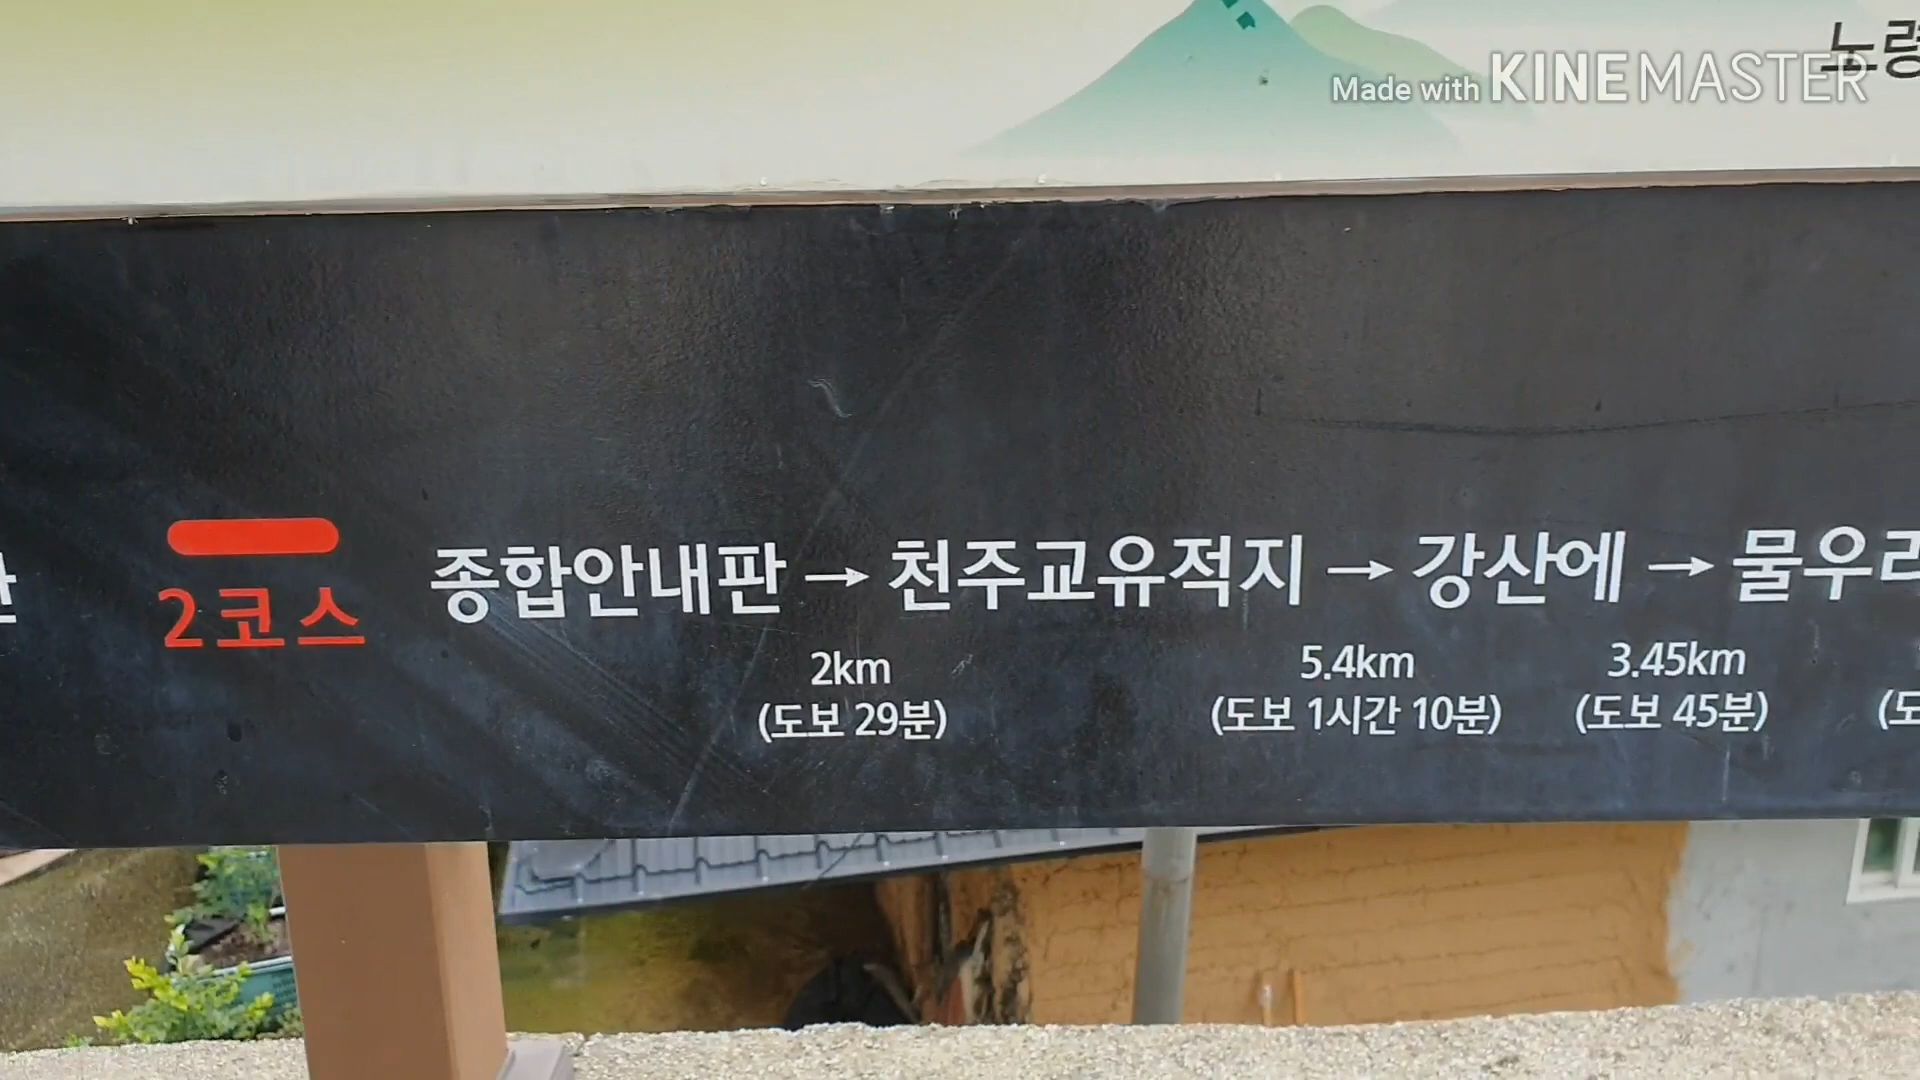 Made with KINEMASTER
2코스
종합안내판 → 천주교유적지 → 강산에 →
2km 5.4km 3.45km
(도보 29분) (도보 1시간 10분) (도보 45분)